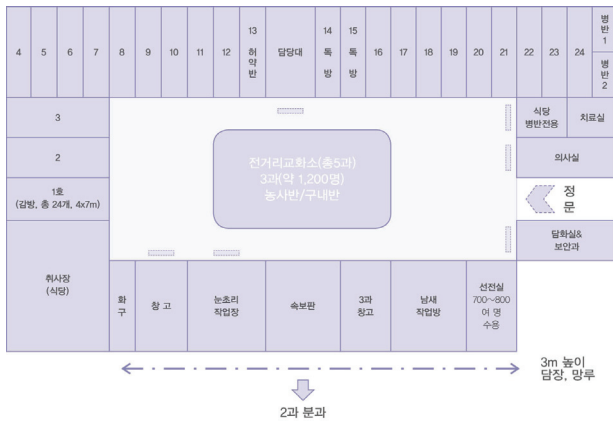 4
5
6
7
8
9
10
11
12
13
허
약
반
담당대
14
독
방
15
독
방
16
17
18
19
20
21
22
23
24
병
반
1
병
반
2
3
2
1호
(감방, 총 24개, 4x7m)
취사장
(식당)
전거리교화소(총5과)
3과(약 1,200명)
농사반/구내반
식당
병반전용
치료실
의사실
정
문
담화실&
보안과
화
구
창 고
눈초리
작업장
속보판
3과
창고
남새
작업방
선전실
700~800
여 명
수용
3m 높이
담장, 망루
2과 분과